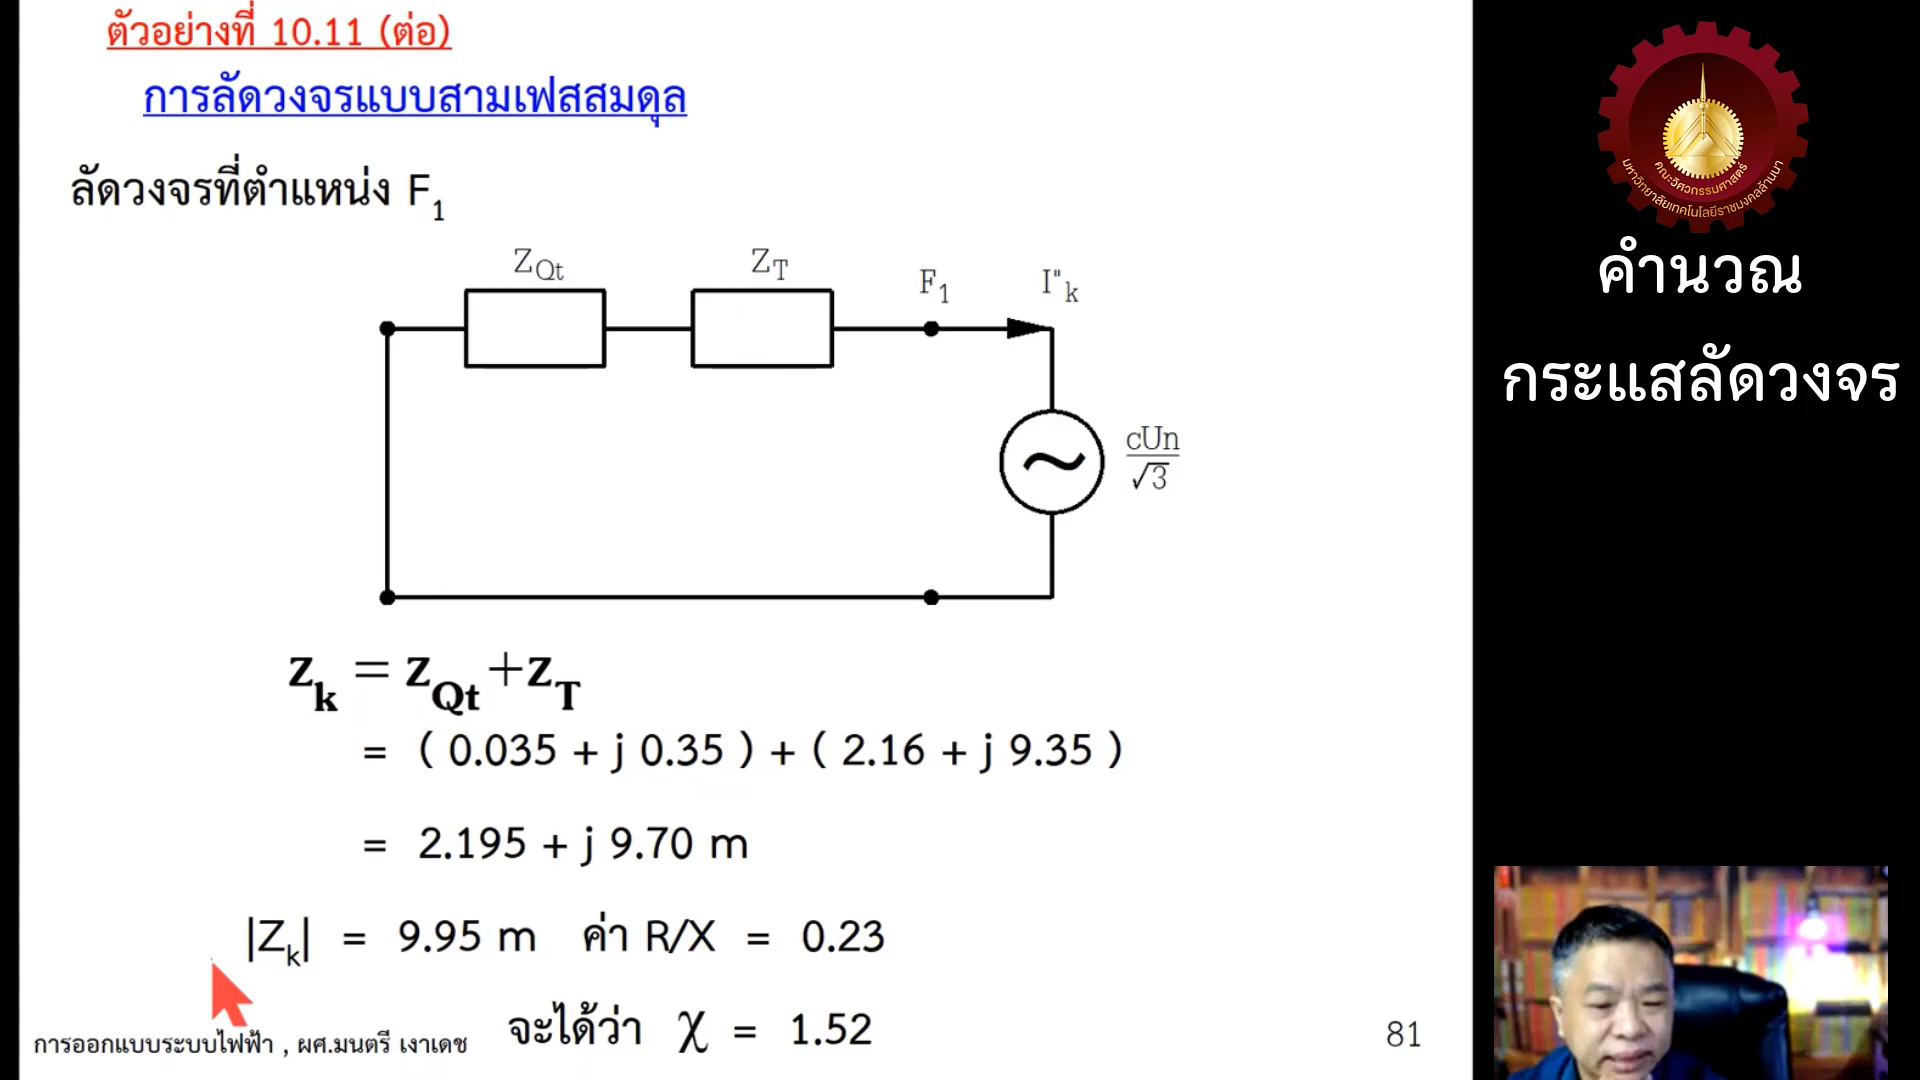 ตัวอย่างที่ 10.11 (ต่อ)
การลัดวงจรแบบสามเฟสสมดุล
ลัดวงจรที่ตำแหน่ง F1
ZQt ZT F1 I"k
cUn
√3
zk = zQt +zT
= ( 0.035 + j 0.35 ) + ( 2.16 + j 9.35 )
= 2.195 + j 9.70 m
|Zk| = 9.95 m ค่า R/X = 0.23
จะได้ว่า χ = 1.52
การออกแบบระบบไฟฟ้า , ผศ.มนตรี เงาเดช
81
คณะวิศวกรรมศาสตร์
มหาวิทยาลัยเทคโนโลยีราชมงคลล้านนา
คำนวณ
กระแสลัดวงจร